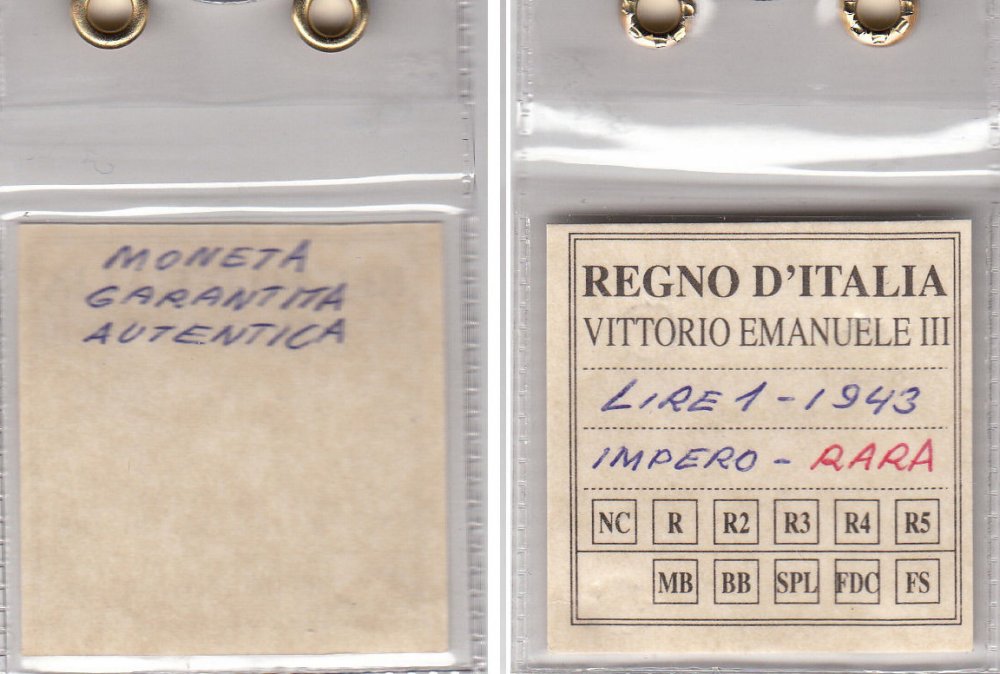 MONETA
GARANTITA
AUTENTICA
REGNO D'ITALIA
VITTORIO EMANUELE III
LIRE 1 - 1943
IMPERO - RARA
NC R R2 R3 R4 R5
MB BB SPL FDC FS